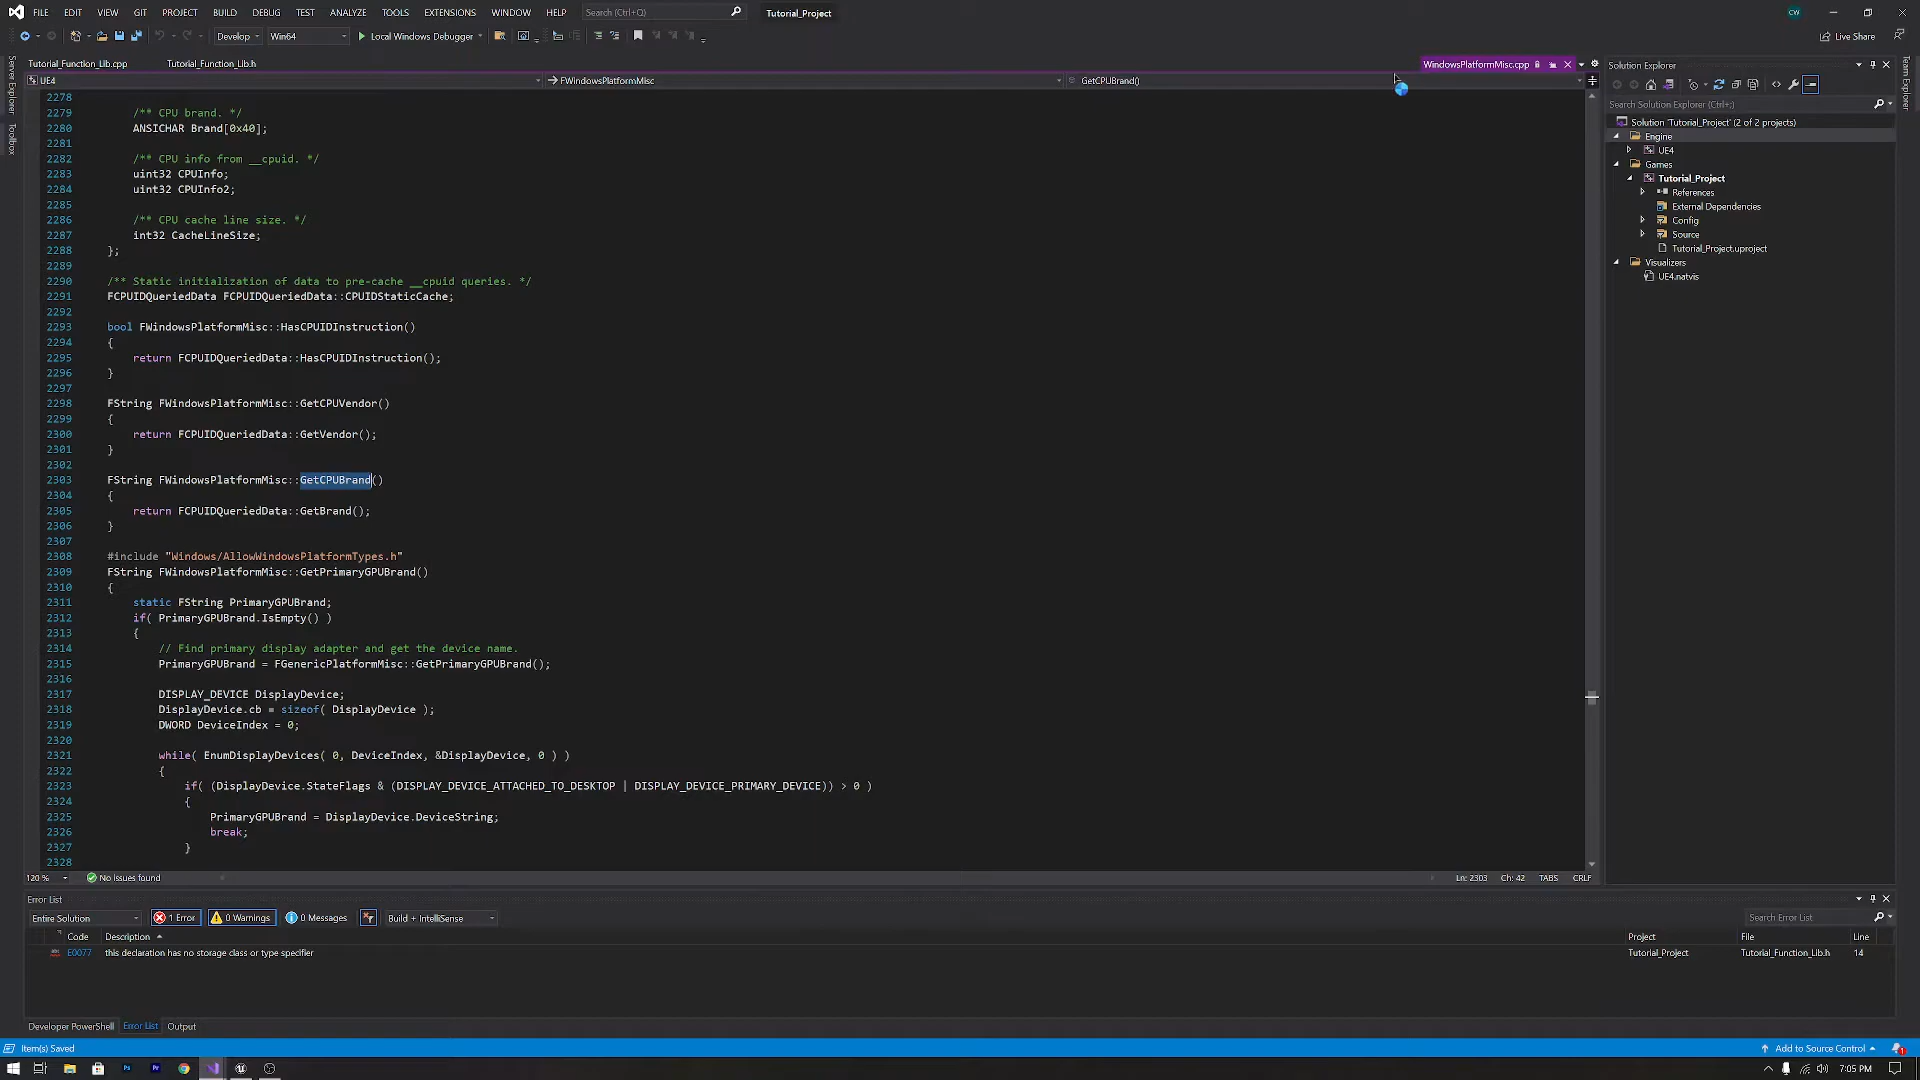 FILE EDIT VIEW GIT PROJECT BUILD DEBUG TEST ANALYZE TOOLS EXTENSIONS WINDOW HELP Search (Ctrl+Q) Tutorial_Project CW
Develop Win64 Local Windows Debugger Live Share
Server Explorer
Toolbox
Team Explorer
Tutorial_Function_Lib.cpp Tutorial_Function_Lib.h WindowsPlatformMisc.cpp
UE4 FWindowsPlatformMisc GetCPUBrand()
2278
2279 /** CPU brand. */
2280 ANSICHAR Brand[0x40];
2281
2282 /** CPU info from __cpuid. */
2283 uint32 CPUInfo;
2284 uint32 CPUInfo2;
2285
2286 /** CPU cache line size. */
2287 int32 CacheLineSize;
2288 };
2289
2290 /** Static initialization of data to pre-cache __cpuid queries. */
2291 FCPUIDQueriedData FCPUIDQueriedData::CPUIDStaticCache;
2292
2293 bool FWindowsPlatformMisc::HasCPUIDInstruction()
2294 {
2295 return FCPUIDQueriedData::HasCPUIDInstruction();
2296 }
2297
2298 FString FWindowsPlatformMisc::GetCPUVendor()
2299 {
2300 return FCPUIDQueriedData::GetVendor();
2301 }
2302
2303 FString FWindowsPlatformMisc::GetCPUBrand()
2304 {
2305 return FCPUIDQueriedData::GetBrand();
2306 }
2307
2308 #include "Windows/AllowWindowsPlatformTypes.h"
2309 FString FWindowsPlatformMisc::GetPrimaryGPUBrand()
2310 {
2311 static FString PrimaryGPUBrand;
2312 if( PrimaryGPUBrand.IsEmpty() )
2313 {
2314 // Find primary display adapter and get the device name.
2315 PrimaryGPUBrand = FGenericPlatformMisc::GetPrimaryGPUBrand();
2316
2317 DISPLAY_DEVICE DisplayDevice;
2318 DisplayDevice.cb = sizeof( DisplayDevice );
2319 DWORD DeviceIndex = 0;
2320
2321 while( EnumDisplayDevices( 0, DeviceIndex, &DisplayDevice, 0 ) )
2322 {
2323 if( (DisplayDevice.StateFlags & (DISPLAY_DEVICE_ATTACHED_TO_DESKTOP | DISPLAY_DEVICE_PRIMARY_DEVICE)) > 0 )
2324 {
2325 PrimaryGPUBrand = DisplayDevice.DeviceString;
2326 break;
2327 }
2328
120 % No issues found Ln: 2303 Ch: 42 TABS CRLF
Solution Explorer
Search Solution Explorer (Ctrl+;)
Solution 'Tutorial_Project' (2 of 2 projects)
Engine
UE4
Games
Tutorial_Project
References
External Dependencies
Config
Source
Tutorial_Project.uproject
Visualizers
UE4.natvis
Error List
Entire Solution 1 Error 0 Warnings 0 Messages Build + IntelliSense Search Error List
Code Description Project File Line
E0077 this declaration has no storage class or type specifier Tutorial_Project Tutorial_Function_Lib.h 14
Developer PowerShell Error List Output
Item(s) Saved Add to Source Control 1
Ps Pr 7:05 PM